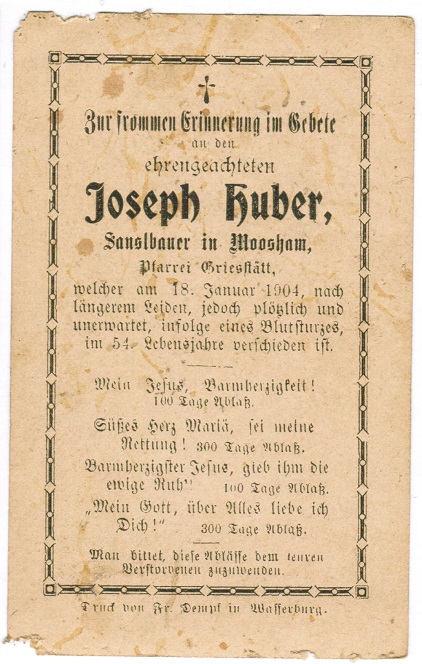 Zur frommen Erinnerung im Gebete
an den
ehrengeachteten
Joseph Huber,
Sanslbauer in Moosham,
Pfarrei Griesstätt,
welcher am 18. Januar 1904, nach
längerem Leiden, jedoch plötzlich und
unerwartet, infolge eines Blutsturzes,
im 54. Lebensjahre verschieden ist.
Mein Jesus, Barmherzigkeit!
100 Tage Ablaß.
Süßes Herz Mariä, sei meine
Rettung! 300 Tage Ablaß.
Barmherzigster Jesus, gieb ihm die
ewige Ruh'! 100 Tage Ablaß.
„Mein Gott, über Alles liebe ich
Dich!" 300 Tage Ablaß.
Man bittet, diese Ablässe dem teuren
Verstorbenen zuzuwenden.
Druck von Fr. Dempf in Wasserburg.